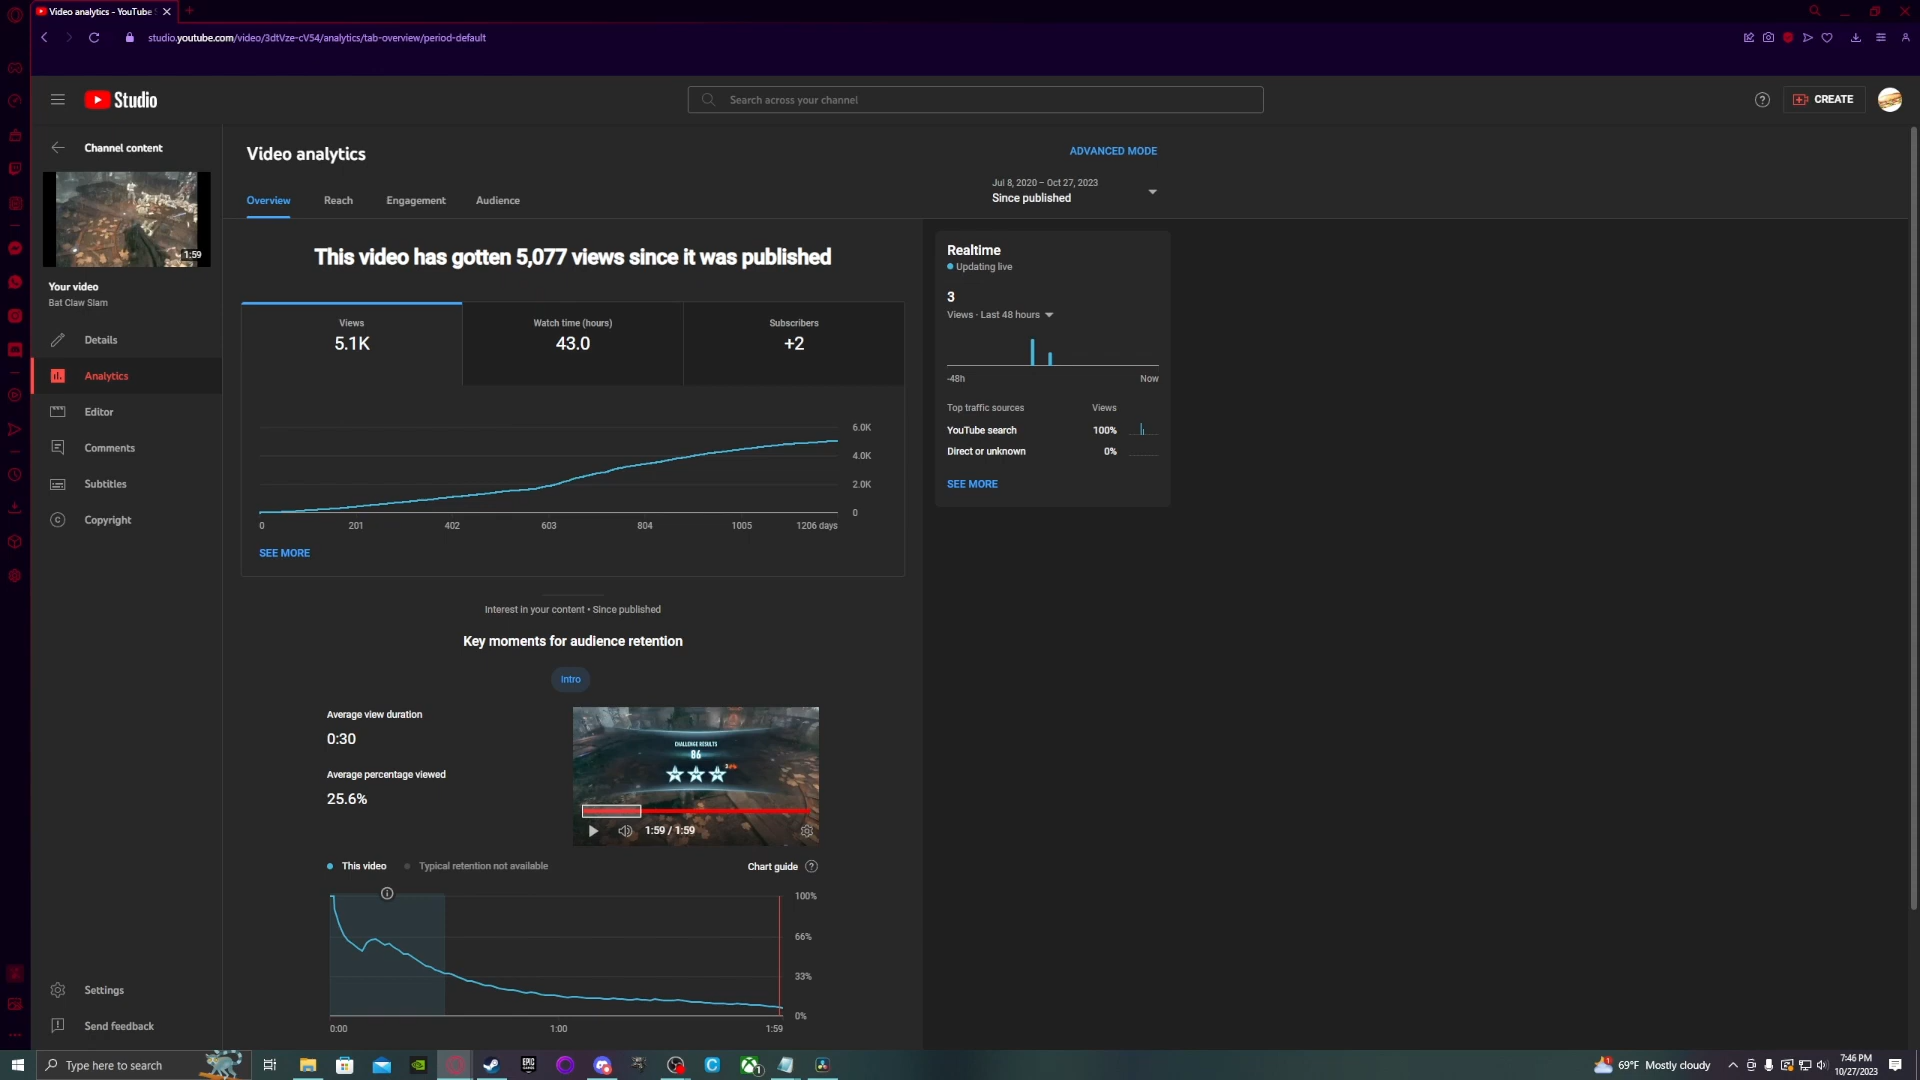 Video analytics - YouTube S
studio.youtube.com/video/3dtVze-cV54/analytics/tab-overview/period-default
Studio
Search across your channel
CREATE
Channel content
1:59
Your video
Bat Claw Slam
Details
Analytics
Editor
Comments
Subtitles
Copyright
Settings
Send feedback
Video analytics
ADVANCED MODE
Jul 8, 2020 – Oct 27, 2023
Since published
Overview
Reach
Engagement
Audience
This video has gotten 5,077 views since it was published
Views
5.1K
Watch time (hours)
43.0
Subscribers
+2
6.0K
4.0K
2.0K
0
0 201 402 603 804 1005 1206 days
SEE MORE
Interest in your content • Since published
Key moments for audience retention
Intro
Average view duration
0:30
Average percentage viewed
25.6%
CHALLENGE RESULTS
86
1:59 / 1:59
This video
Typical retention not available
Chart guide
100%
66%
33%
0%
0:00 1:00 1:59
Realtime
Updating live
3
Views · Last 48 hours
-48h Now
Top traffic sources Views
YouTube search 100%
Direct or unknown 0%
SEE MORE
Type here to search
EPIC
GAMES
1
1
69°F Mostly cloudy
7:46 PM
10/27/2023